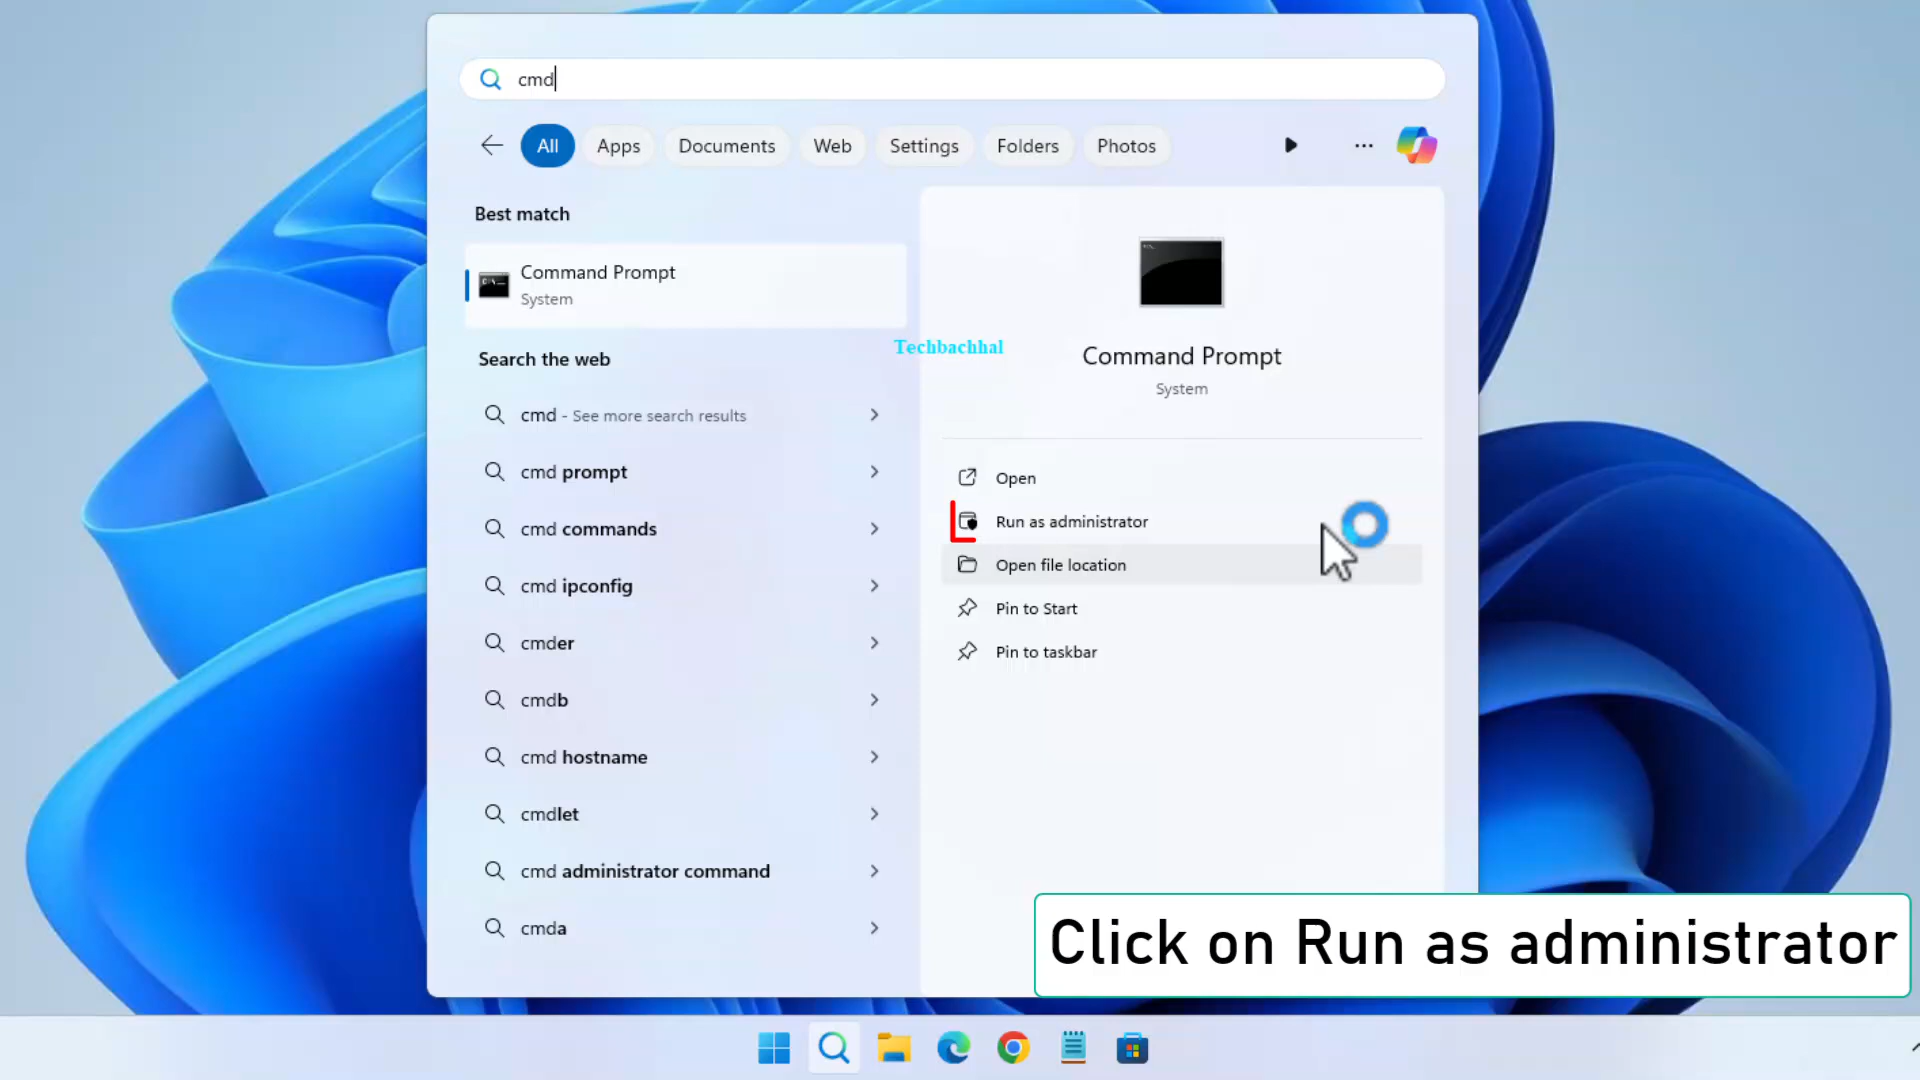 cmd
All Apps Documents Web Settings Folders Photos
Best match
Command Prompt
System
Search the web
cmd - See more search results
cmd prompt
cmd commands
cmd ipconfig
cmder
cmdb
cmd hostname
cmdlet
cmd administrator command
cmda
Techbachhal
Command Prompt
System
Open
Run as administrator
Open file location
Pin to Start
Pin to taskbar
Click on Run as administrator